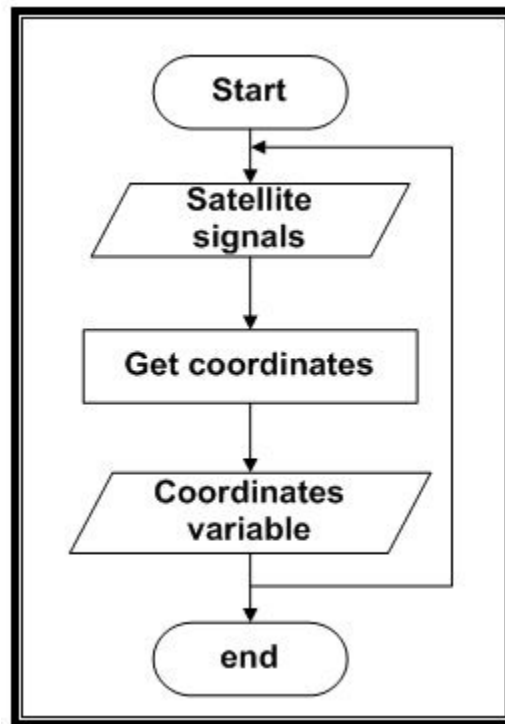 Start
Satellite
signals
Get coordinates
Coordinates
variable
end